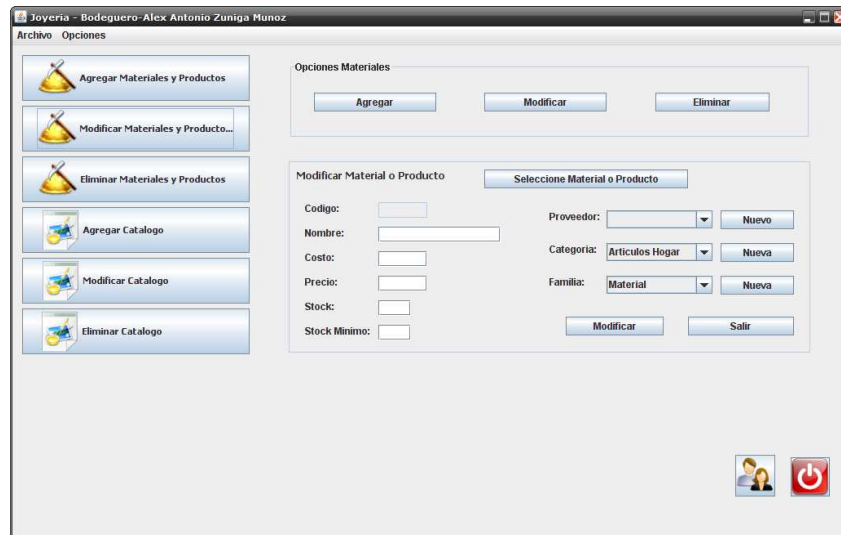 Joyeria - Bodeguero-Alex Antonio Zuniga Munoz
Archivo Opciones
Agregar Materiales y Productos
Modificar Materiales y Producto...
Eliminar Materiales y Productos
Agregar Catalogo
Modificar Catalogo
Eliminar Catalogo
Opciones Materiales
Agregar Modificar Eliminar
Modificar Material o Producto Seleccione Material o Producto
Codigo:
Nombre:
Costo:
Precio:
Stock:
Stock Minimo:
Proveedor: Nuevo
Categoria: Articulos Hogar Nueva
Familia: Material Nueva
Modificar Salir